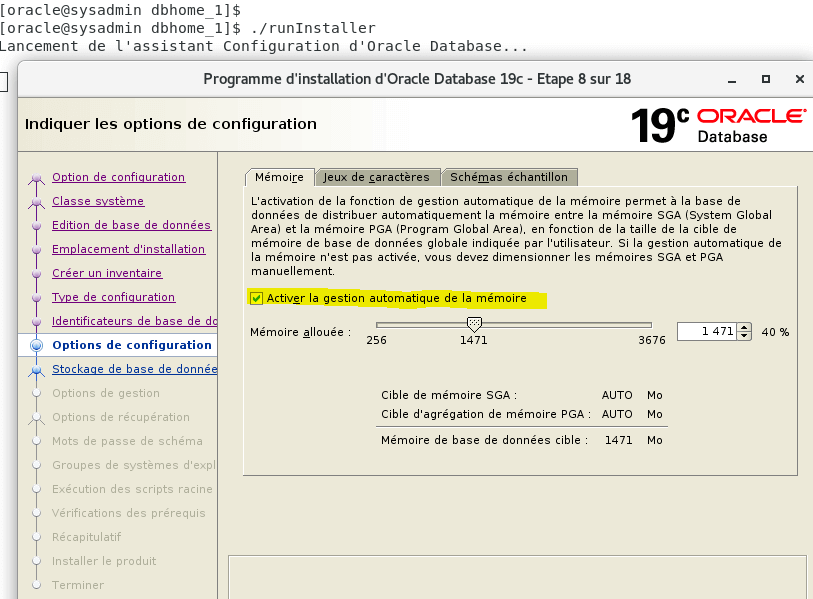 [oracle@sysadmin dbhome_1]$
[oracle@sysadmin dbhome_1]$ ./runInstaller
Lancement de l'assistant Configuration d'Oracle Database...
Programme d'installation d'Oracle Database 19c - Etape 8 sur 18
Indiquer les options de configuration
19c ORACLE
Database
Option de configuration
Classe système
Edition de base de données
Emplacement d'installation
Créer un inventaire
Type de configuration
Identificateurs de base de do
Options de configuration
Stockage de base de donnée
Options de gestion
Options de récupération
Mots de passe de schéma
Groupes de systèmes d'expl
Exécution des scripts racine
Vérifications des prérequis
Récapitulatif
Installer le produit
Terminer
Mémoire Jeux de caractères Schémas échantillon
L'activation de la fonction de gestion automatique de la mémoire permet à la base de
données de distribuer automatiquement la mémoire entre la mémoire SGA (System Global
Area) et la mémoire PGA (Program Global Area), en fonction de la taille de la cible de
mémoire de base de données globale indiquée par l'utilisateur. Si la gestion automatique de
la mémoire n'est pas activée, vous devez dimensionner les mémoires SGA et PGA
manuellement.
Activer la gestion automatique de la mémoire
Mémoire allouée : 1 471 40 %
256 1471 3676
Cible de mémoire SGA : AUTO Mo
Cible d'agrégation de mémoire PGA : AUTO Mo
Mémoire de base de données cible : 1471 Mo